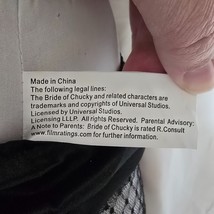 Made in China
The following legal lines:
The Bride of Chucky and related characters are
trademarks and copyrights of Universal Studios.
Licensed by Universal Studios.
Licensing LLLP. All Rights. Parental Advisory:
A Note to Parents: Bride of Chucky is rated R.Consult
www.filmratings.com for further information.